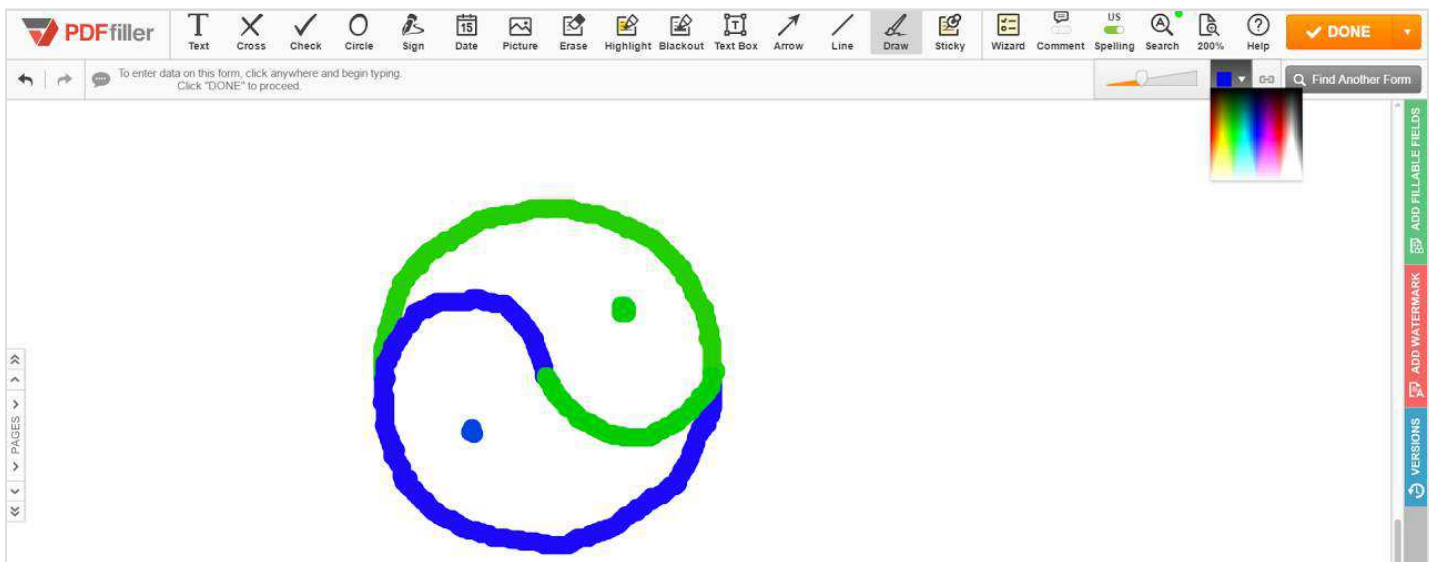 PDFfiller
Text Cross Check Circle Sign 15 Date Picture Erase Highlight Blackout T Text Box Arrow Line Draw Sticky Wizard Comment US Spelling Search 200% Help
DONE
To enter data on this form, click anywhere and begin typing.
Click "DONE" to proceed.
Find Another Form
ADD FILLABLE FIELDS
ADD WATERMARK
VERSIONS
PAGES